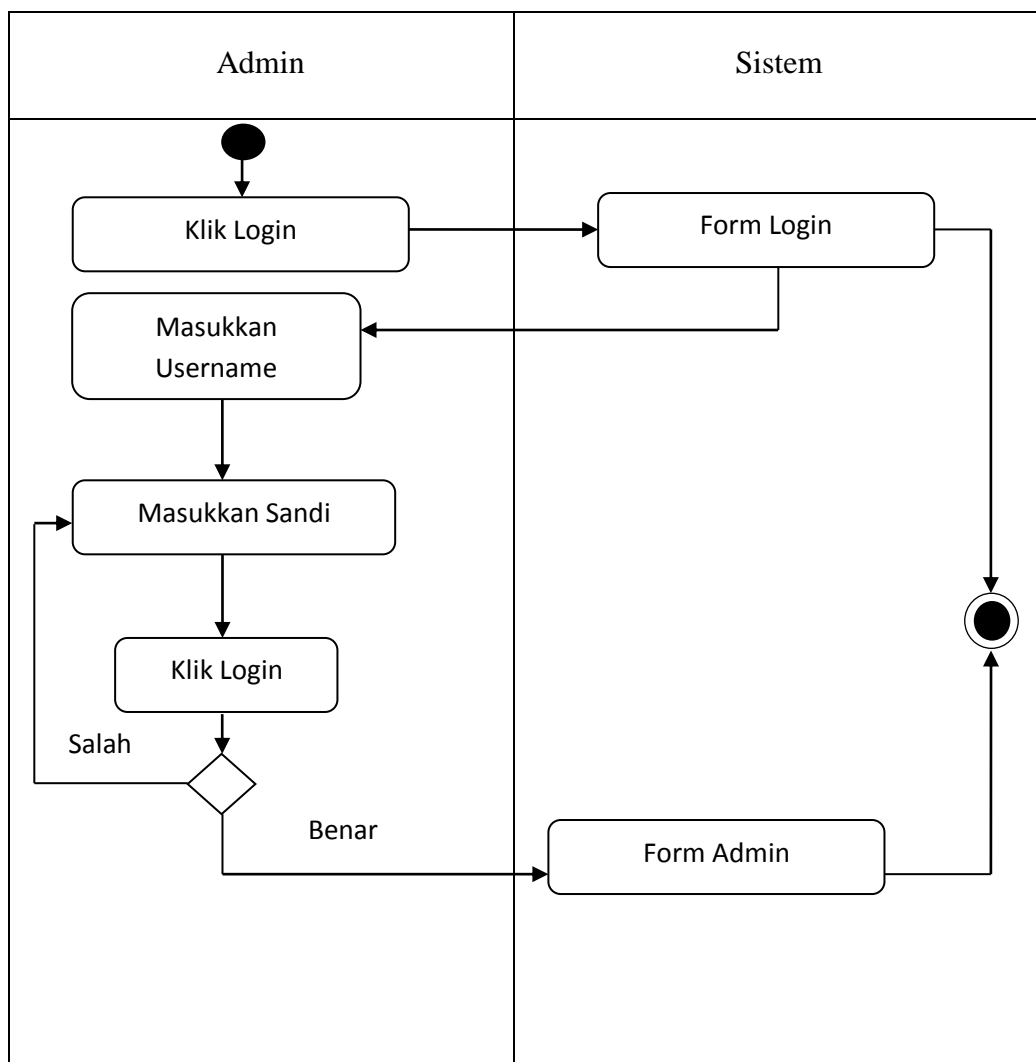 Admin
Sistem
Klik Login
Form Login
Masukkan
Username
Masukkan Sandi
Klik Login
Salah
Benar
Form Admin